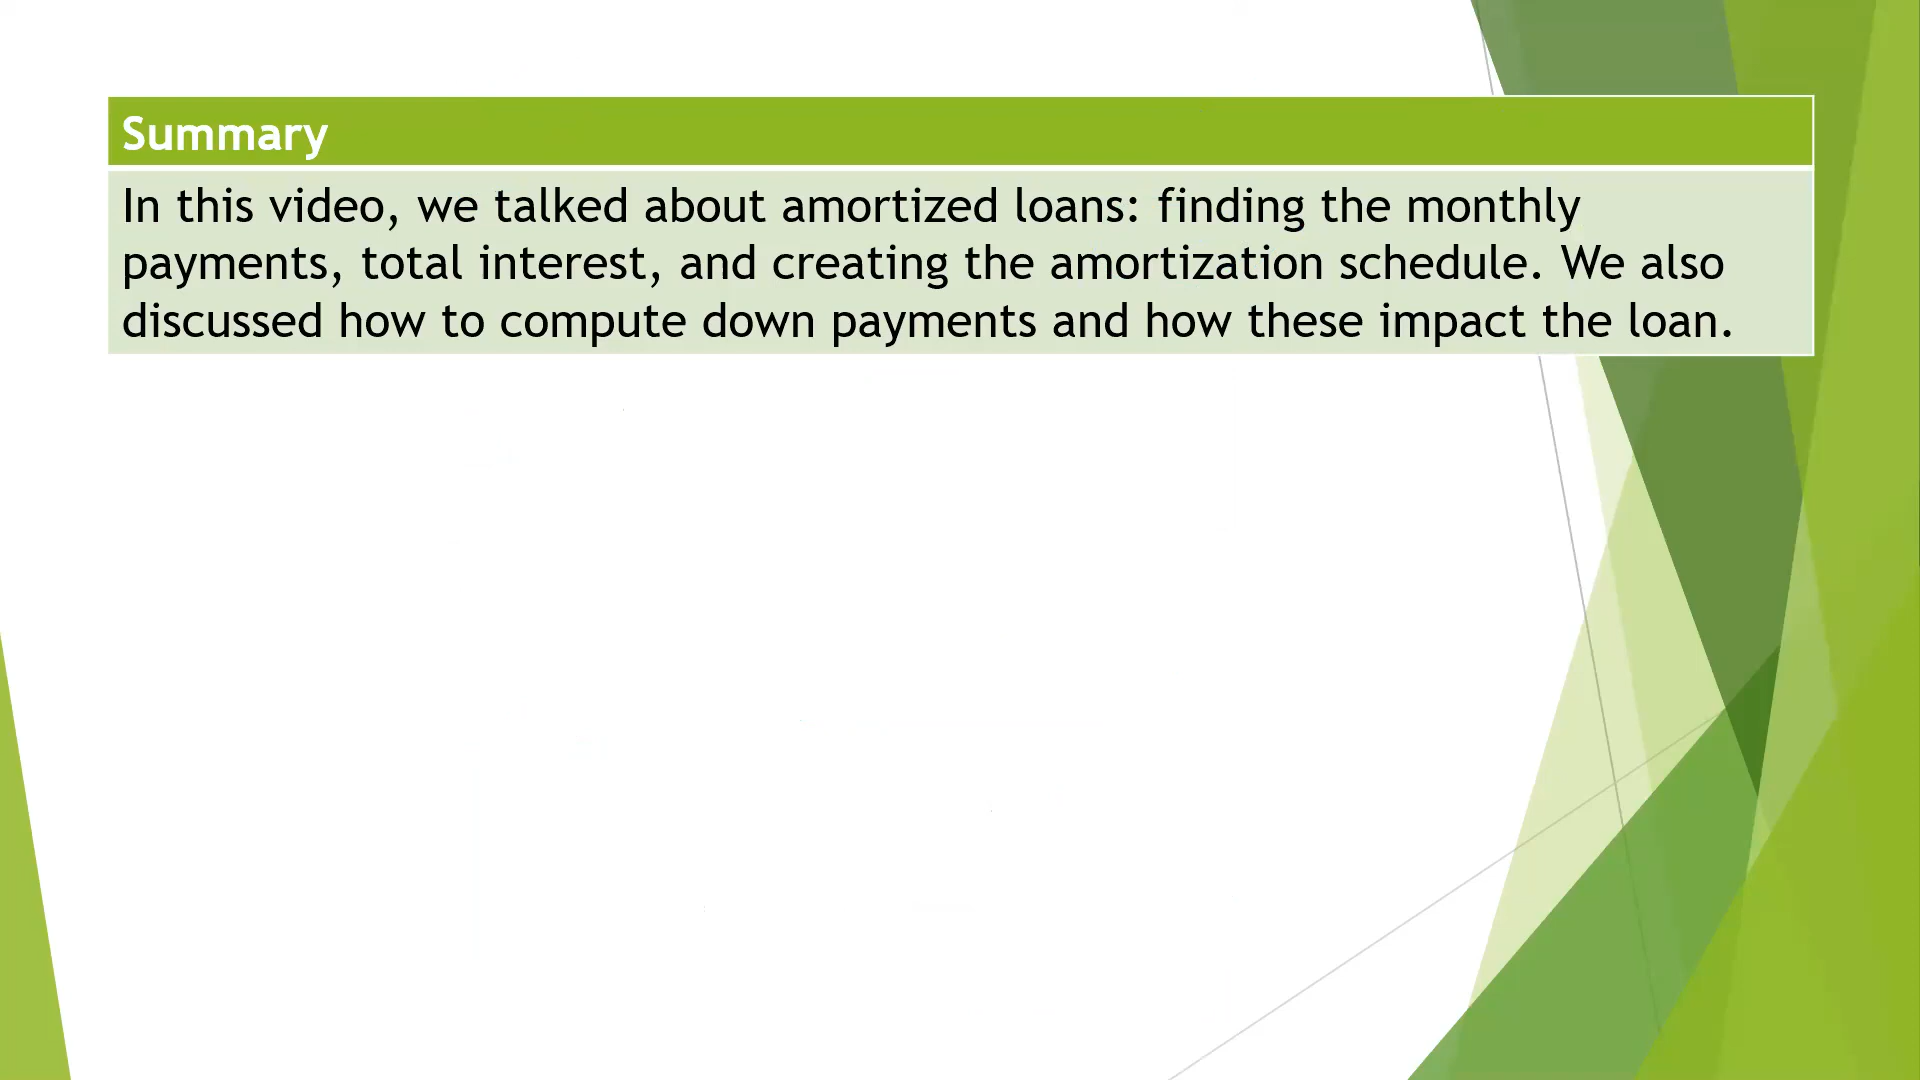 Summary
In this video, we talked about amortized loans: finding the monthly
payments, total interest, and creating the amortization schedule. We also
discussed how to compute down payments and how these impact the loan.